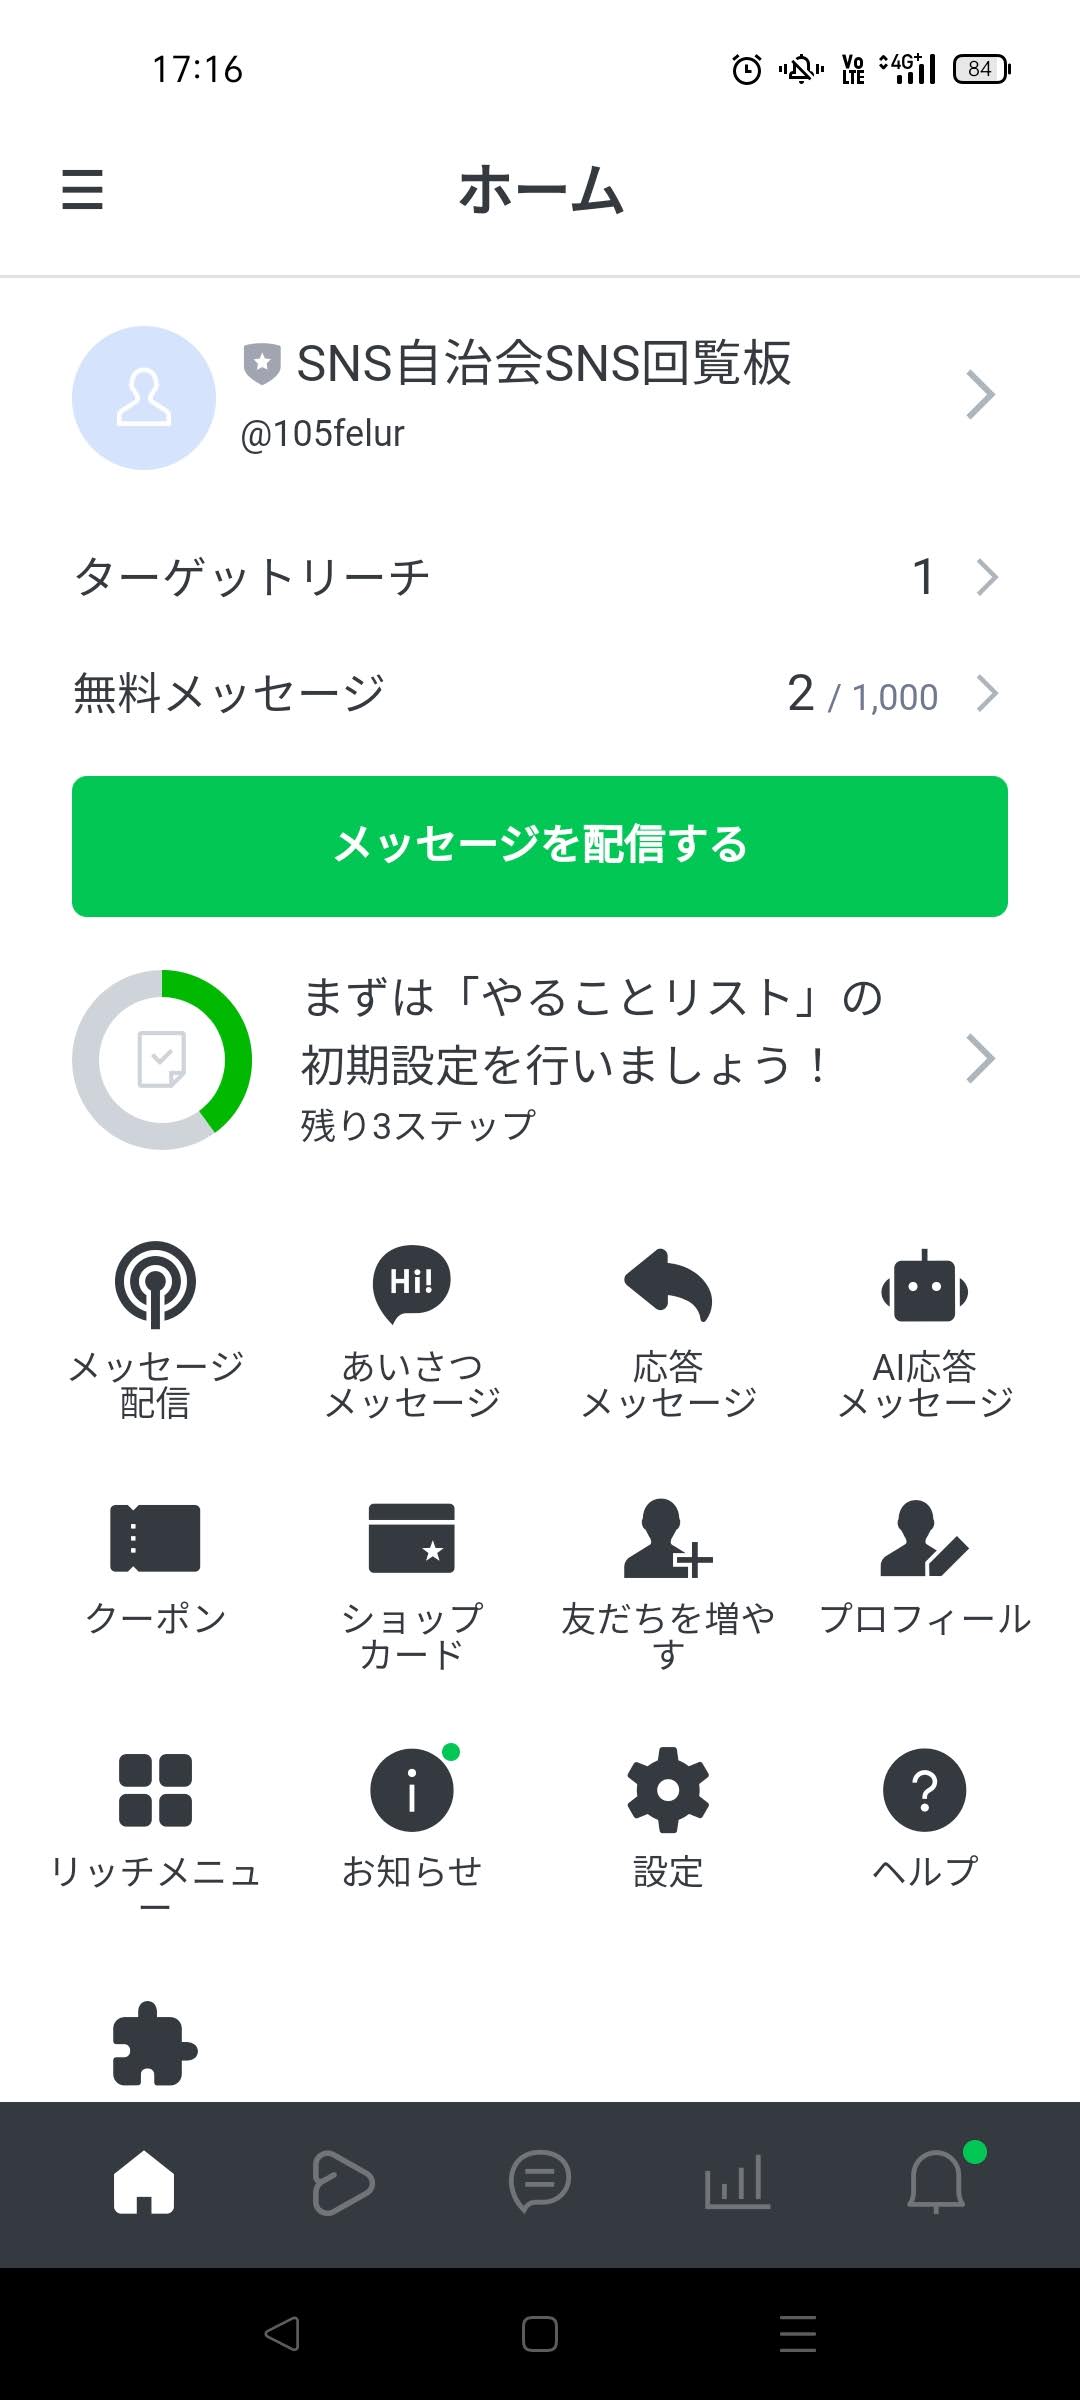 17:16
Vo LTE 4G+ 84
ホーム
SNS自治会SNS回覧板
@105felur
ターゲットリーチ 1
無料メッセージ 2 / 1,000
メッセージを配信する
まずは「やることリスト」の
初期設定を行いましょう！
残り3ステップ
Hi!
メッセージ
配信
あいさつ
メッセージ
応答
メッセージ
AI応答
メッセージ
クーポン
ショップ
カード
友だちを増や
す
プロフィール
リッチメニュ
ー
お知らせ
設定
ヘルプ